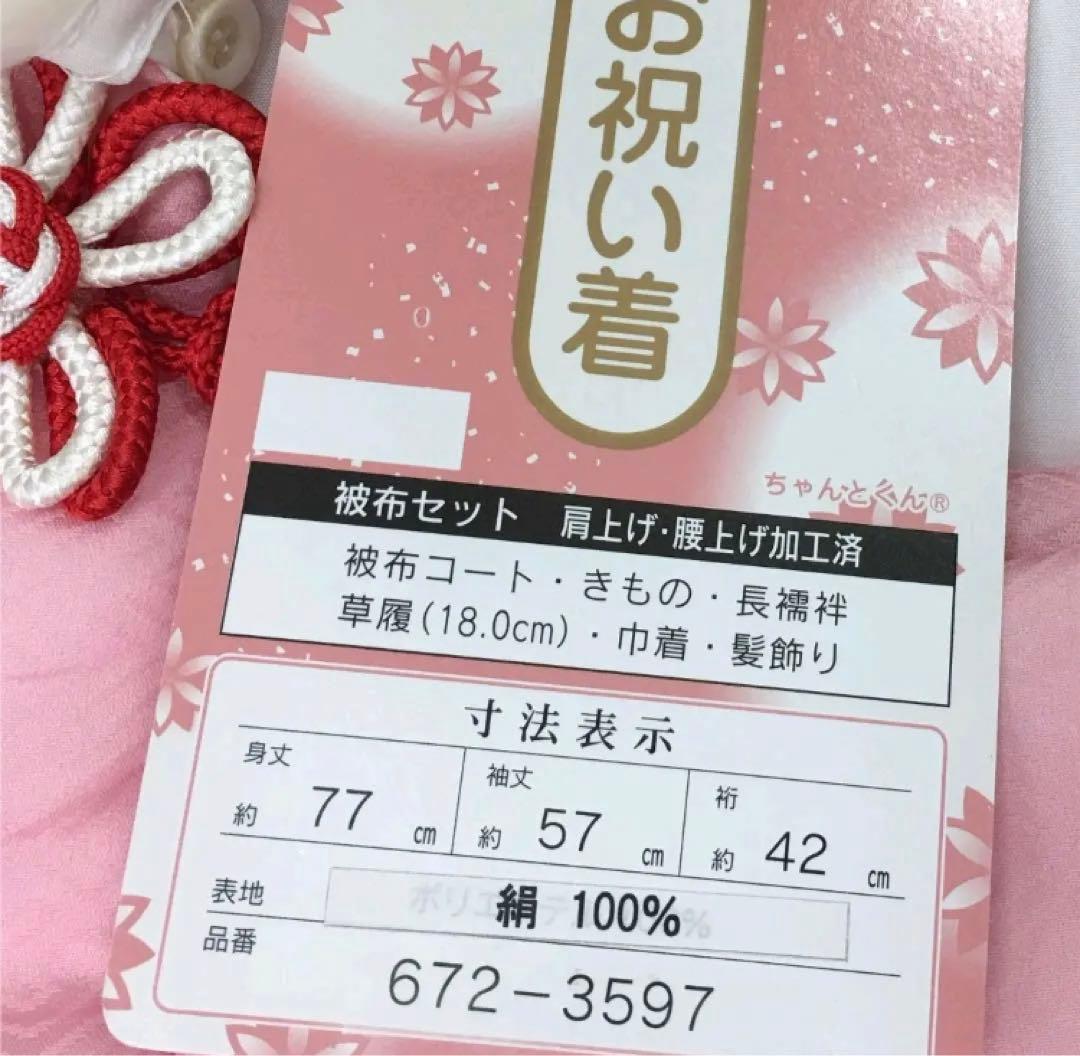 お祝い着
ちゃんとくん®
被布セット 肩上げ・腰上げ加工済
被布コート・きもの・長襦袢
草履(18.0cm)・巾着・髪飾り
寸法表示
身丈 約 77 cm
袖丈 約 57 cm
裄 約 42 cm
表地 絹 100%
品番
672-3597